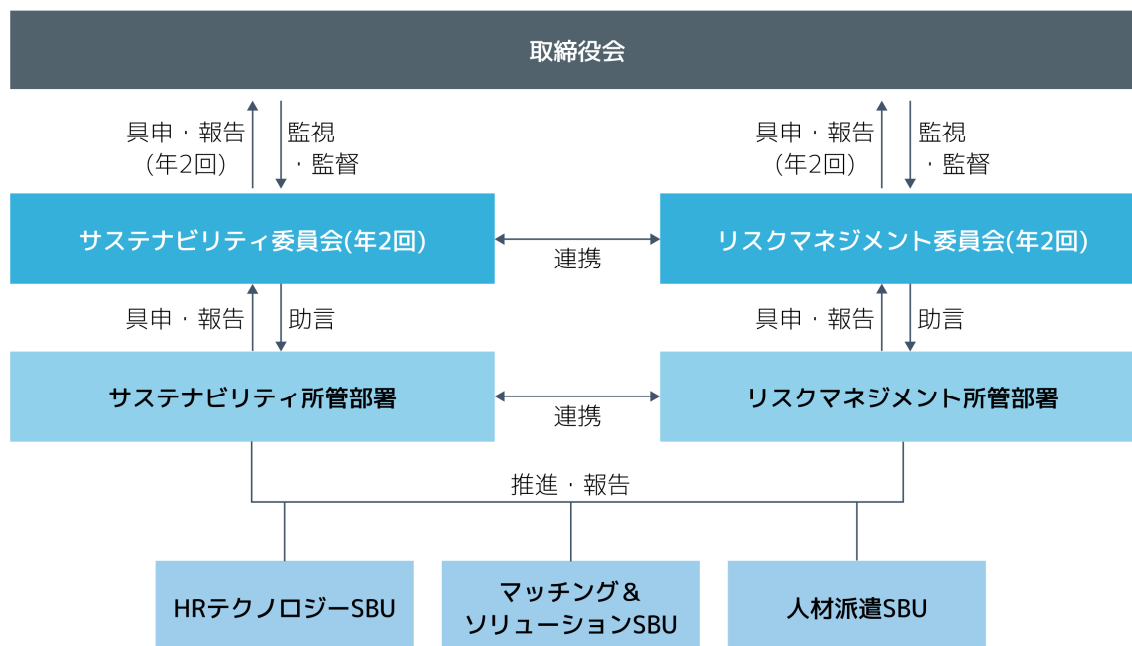 取締役会
具申・報告
(年2回)
監視
・監督
具申・報告
(年2回)
監視
・監督
サステナビリティ委員会(年2回)
連携
リスクマネジメント委員会(年2回)
具申・報告
助言
具申・報告
助言
サステナビリティ所管部署
連携
リスクマネジメント所管部署
推進・報告
HRテクノロジーSBU
マッチング＆
ソリューションSBU
人材派遣SBU